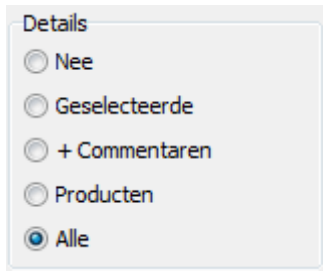 Details
Nee
Geselecteerde
+ Commentaren
Producten
Alle